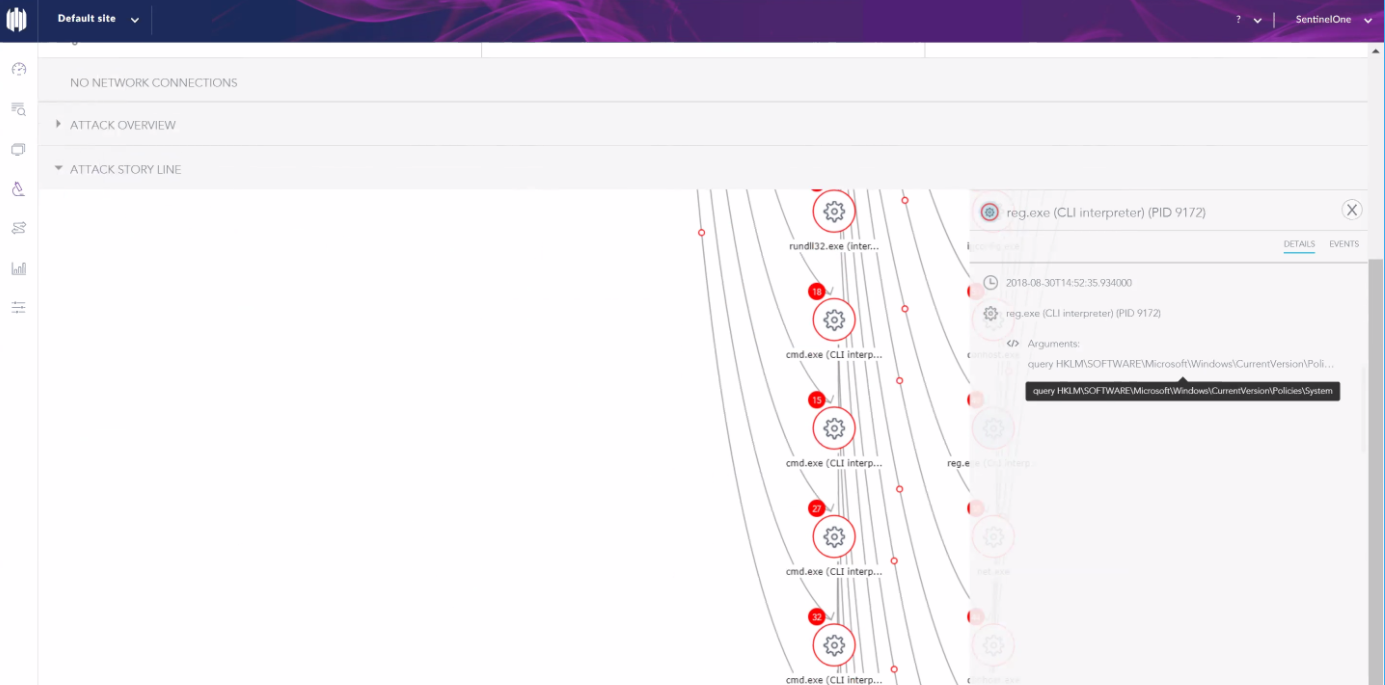 Default site
?
SentinelOne
NO NETWORK CONNECTIONS
ATTACK OVERVIEW
ATTACK STORY LINE
reg.exe (CLI interpreter) (PID 9172)
X
DETAILS EVENTS
rundll32.exe (inter...
2018-08-30T14:52:35.934000
18
reg.exe (CLI interpreter) (PID 9172)
</> Arguments:
cmd.exe (CLI interp...
query HKLM\SOFTWARE\Microsoft\Windows\CurrentVersion\Poli...
query HKLM\SOFTWARE\Microsoft\Windows\CurrentVersion\Policies\System
15
cmd.exe (CLI interp...
27
cmd.exe (CLI interp...
32
cmd.exe (CLI interp...